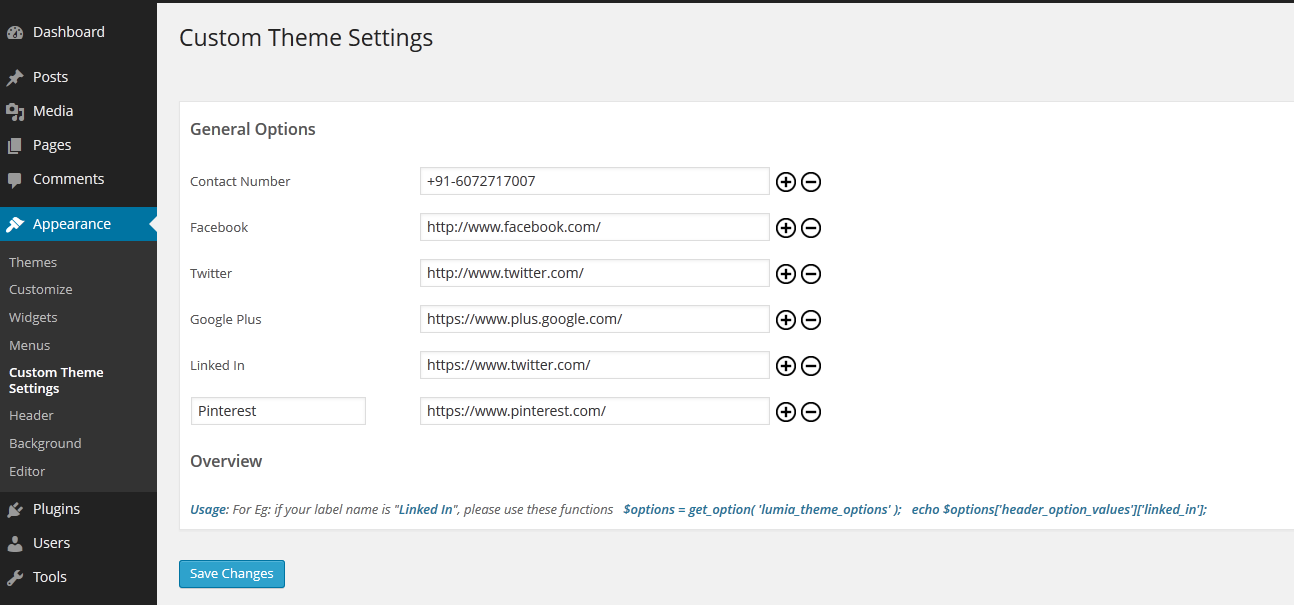 Dashboard
Posts
Media
Pages
Comments
Appearance
Themes
Customize
Widgets
Menus
Custom Theme
Settings
Header
Background
Editor
Plugins
Users
Tools
Custom Theme Settings
General Options
Contact Number +91-6072717007
Facebook http://www.facebook.com/
Twitter http://www.twitter.com/
Google Plus https://www.plus.google.com/
Linked In https://www.twitter.com/
Pinterest https://www.pinterest.com/
Overview
Usage: For Eg: if your label name is "Linked In", please use these functions $options = get_option( 'lumia_theme_options' ); echo $options['header_option_values']['linked_in'];
Save Changes